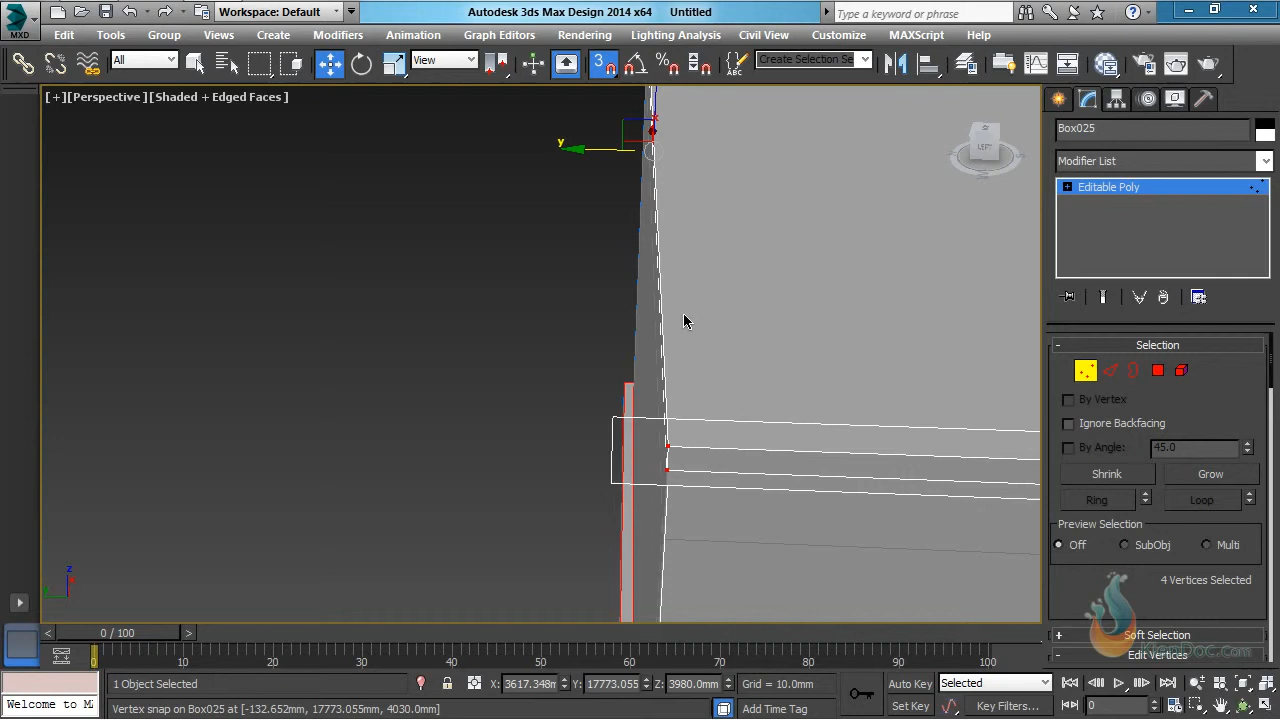 MXD
Workspace: Default
Autodesk 3ds Max Design 2014 x64 Untitled
Type a keyword or phrase
Edit Tools Group Views Create Modifiers Animation Graph Editors Rendering Lighting Analysis Civil View Customize MAXScript Help
All
View
3
%
ABC
Create Selection Se
[+][Perspective][Shaded + Edged Faces]
Box025
Modifier List
Editable Poly
y
x
LEFT
- Selection
By Vertex
Ignore Backfacing
By Angle: 45.0
Shrink Grow
Ring Loop
Preview Selection
Off SubObj Multi
4 Vertices Selected
+ Soft Selection
- Edit Vertices
z
x
< 0 / 100 >
0 10 20 30 40 50 60 70 80 90 100
1 Object Selected X: 3617.348m Y: 17773.055 Z: 3980.0mm Grid = 10.0mm Auto Key Selected
Welcome to M Vertex snap on Box025 at [-132.652mm, 17773.055mm, 4030.0mm] Add Time Tag Set Key Key Filters... 0